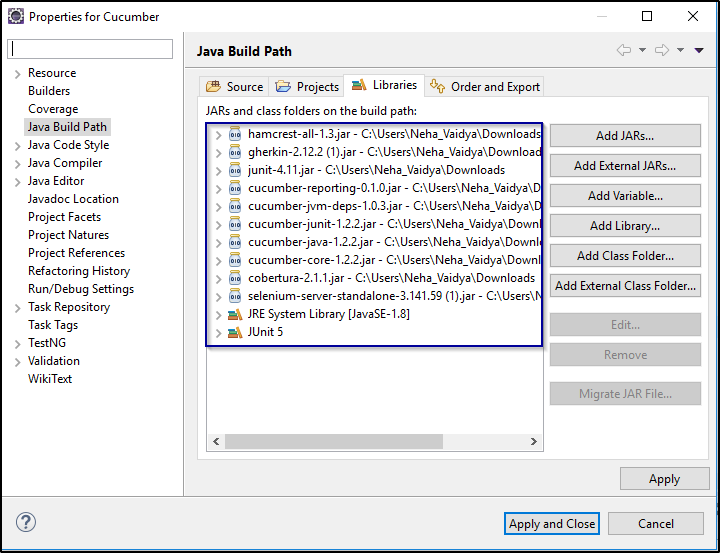 Properties for Cucumber
Java Build Path
Resource
Builders
Coverage
Java Build Path
Java Code Style
Java Compiler
Java Editor
Javadoc Location
Project Facets
Project Natures
Project References
Refactoring History
Run/Debug Settings
Task Repository
Task Tags
TestNG
Validation
WikiText
Source
Projects
Libraries
Order and Export
JARs and class folders on the build path:
hamcrest-all-1.3.jar - C:\Users\Neha_Vaidya\Downloads
gherkin-2.12.2 (1).jar - C:\Users\Neha_Vaidya\Download
junit-4.11.jar - C:\Users\Neha_Vaidya\Downloads
cucumber-reporting-0.1.0.jar - C:\Users\Neha_Vaidya\D
cucumber-jvm-deps-1.0.3.jar - C:\Users\Neha_Vaidya\D
cucumber-junit-1.2.2.jar - C:\Users\Neha_Vaidya\Downl
cucumber-java-1.2.2.jar - C:\Users\Neha_Vaidya\Downlo
cucumber-core-1.2.2.jar - C:\Users\Neha_Vaidya\Downl
cobertura-2.1.1.jar - C:\Users\Neha_Vaidya\Downloads
selenium-server-standalone-3.141.59 (1).jar - C:\Users\N
JRE System Library [JavaSE-1.8]
JUnit 5
Add JARs...
Add External JARs...
Add Variable...
Add Library...
Add Class Folder...
Add External Class Folder...
Edit...
Remove
Migrate JAR File...
Apply
?
Apply and Close
Cancel